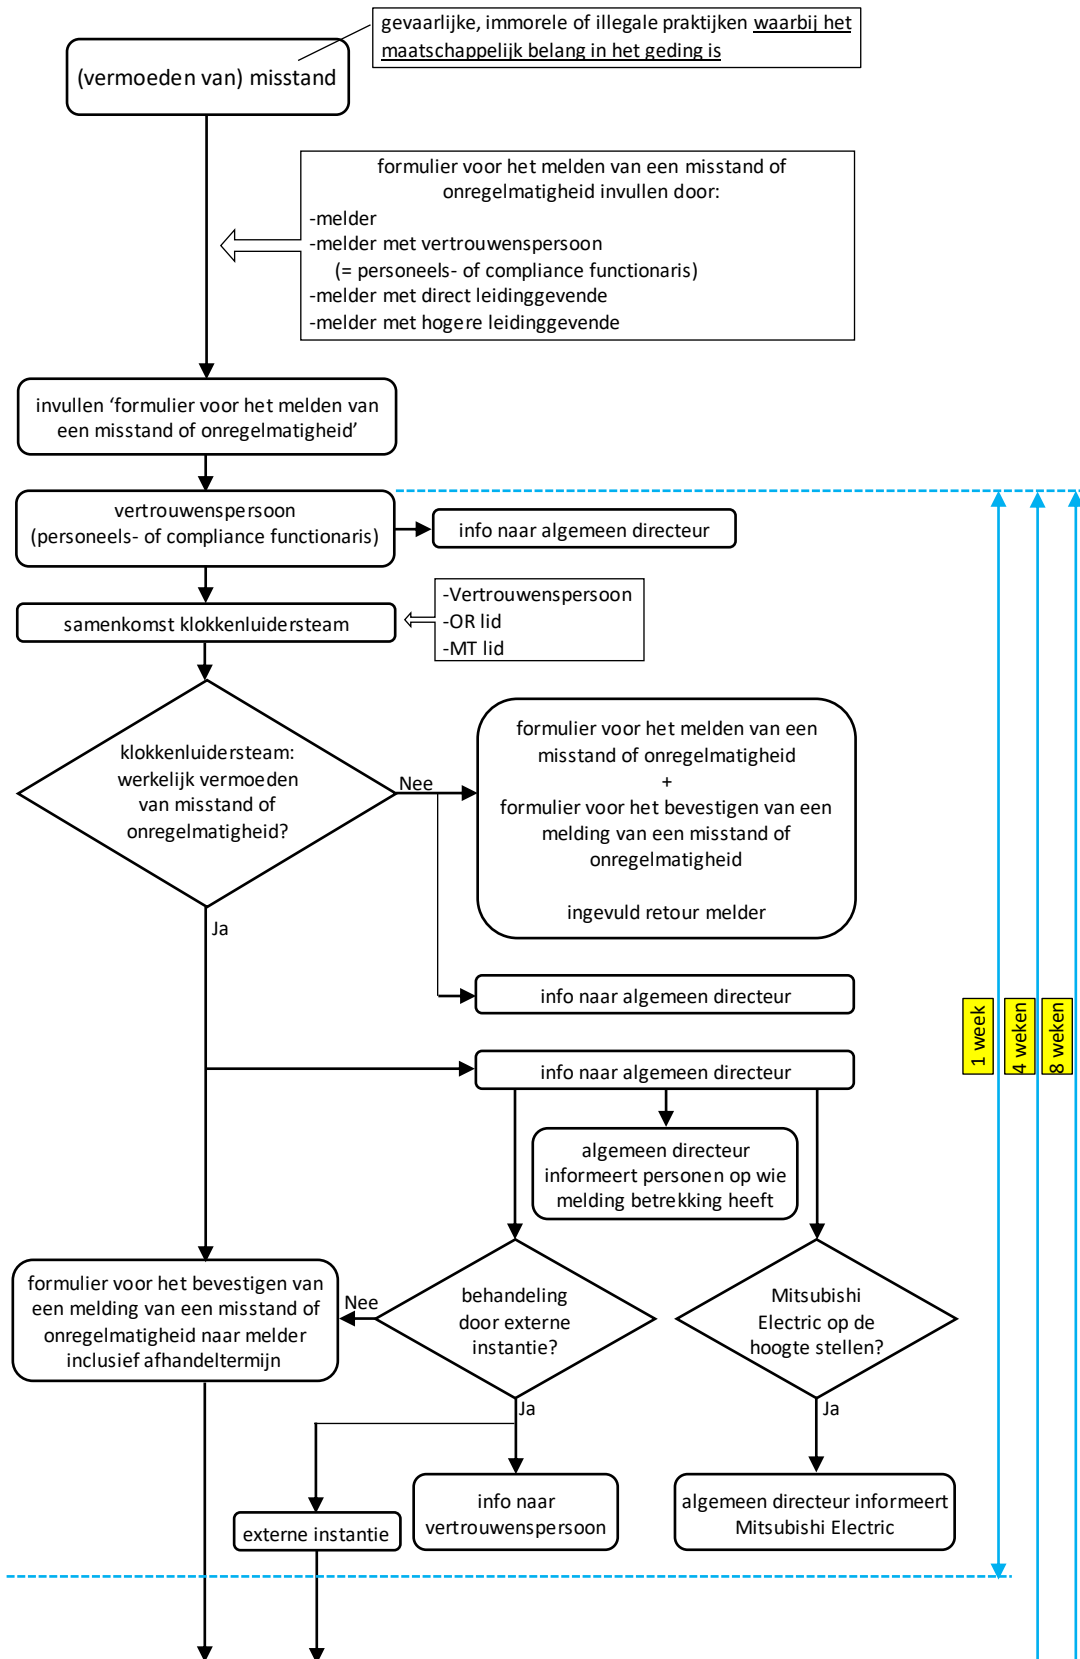 gevaarlijke, immorele of illegale praktijken waarbij het
maatschappelijk belang in het geding is
(vermoeden van) misstand
formulier voor het melden van een misstand of
onregelmatigheid invullen door:
-melder
-melder met vertrouwenspersoon
(= personeels- of compliance functionaris)
-melder met direct leidinggevende
-melder met hogere leidinggevende
invullen ‘formulier voor het melden van
een misstand of onregelmatigheid’
vertrouwenspersoon
(personeels- of compliance functionaris)
info naar algemeen directeur
samenkomst klokkenluidersteam
-Vertrouwenspersoon
-OR lid
-MT lid
klokkenluidersteam:
werkelijk vermoeden
van misstand of
onregelmatigheid?
Nee
formulier voor het melden van een
misstand of onregelmatigheid
+
formulier voor het bevestigen van een
melding van een misstand of
onregelmatigheid
ingevuld retour melder
Ja
info naar algemeen directeur
info naar algemeen directeur
1 week
4 weken
8 weken
algemeen directeur
informeert personen op wie
melding betrekking heeft
formulier voor het bevestigen van
een melding van een misstand of
onregelmatigheid naar melder
inclusief afhandeltermijn
Nee
behandeling
door externe
instantie?
Mitsubishi
Electric op de
hoogte stellen?
Ja
Ja
externe instantie
info naar
vertrouwenspersoon
algemeen directeur informeert
Mitsubishi Electric